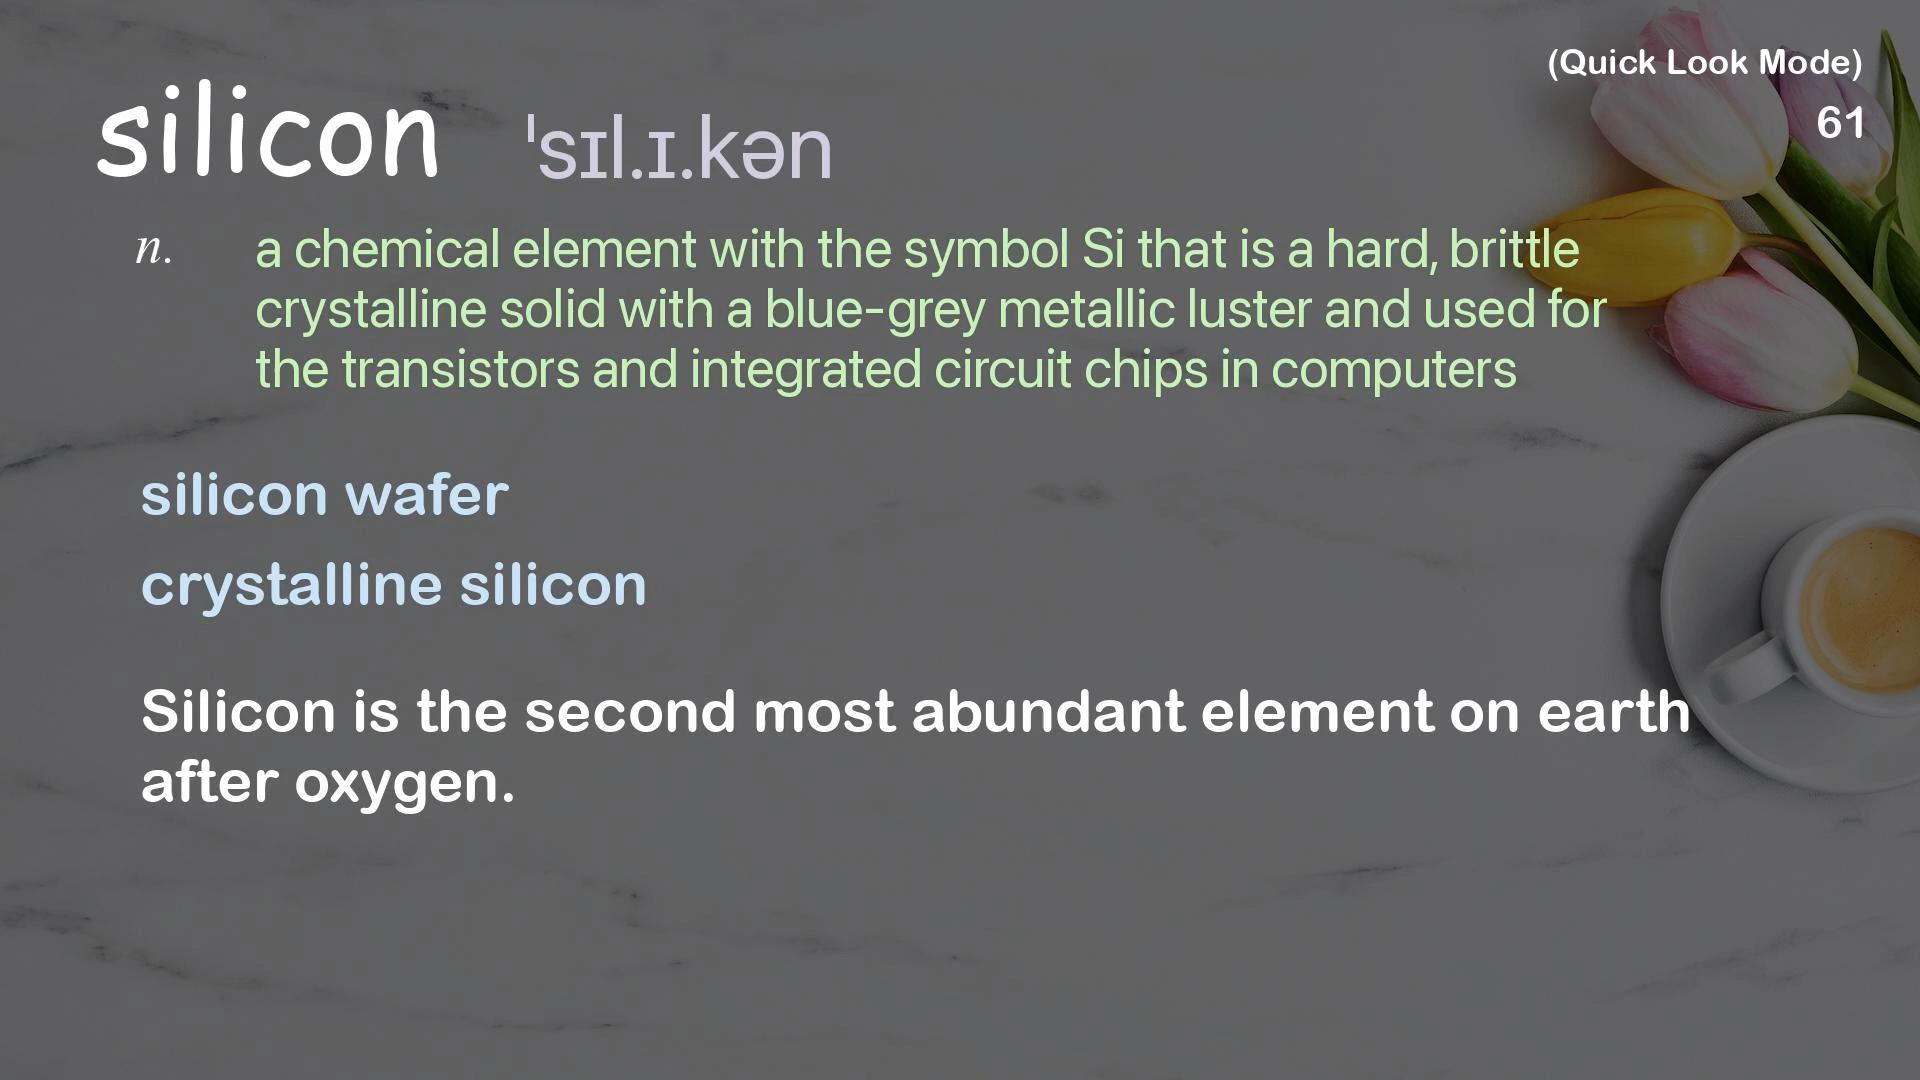 (Quick Look Mode)
61
silicon ˈsɪl.ɪ.kən
n. a chemical element with the symbol Si that is a hard, brittle
crystalline solid with a blue-grey metallic luster and used for
the transistors and integrated circuit chips in computers
silicon wafer
crystalline silicon
Silicon is the second most abundant element on earth
after oxygen.